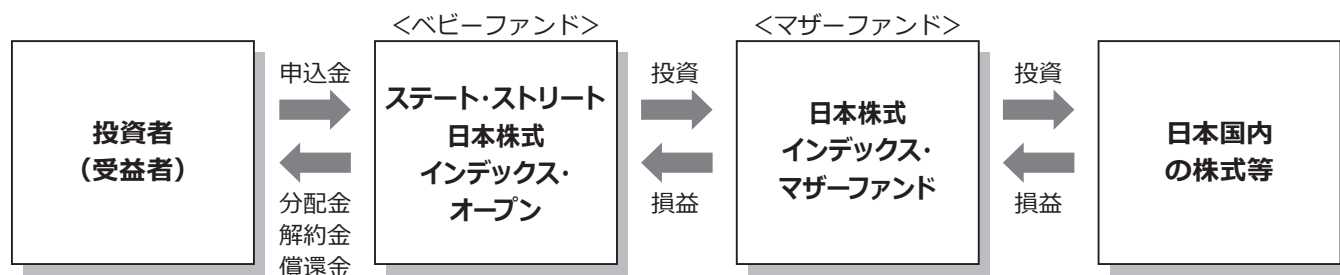 <ベビーファンド>
<マザーファンド>
投資者
（受益者）
申込金
分配金
解約金
償還金
ステート・ストリート
日本株式
インデックス・
オープン
投資
損益
日本株式
インデックス・
マザーファンド
投資
損益
日本国内
の株式等